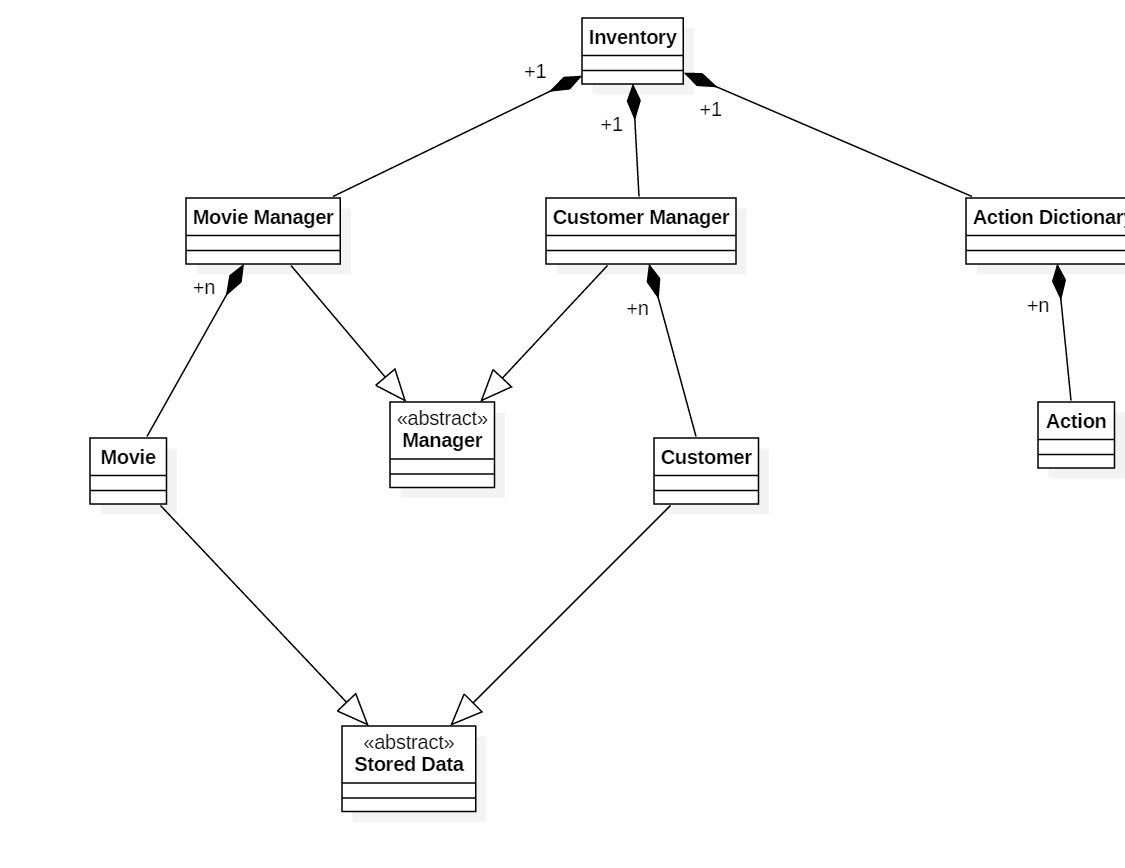 Inventory
+1
+1
+1
Movie Manager
Customer Manager
Action Dictionary
+n
+n
+n
«abstract»
Manager
Action
Movie
Customer
«abstract»
Stored Data